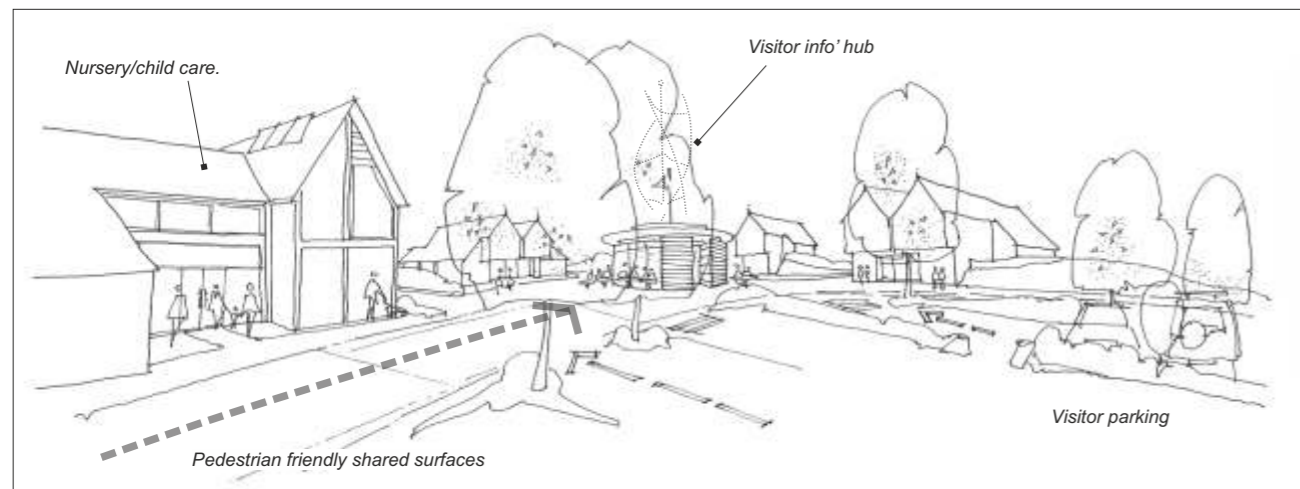 Nursery/child care.
Visitor info' hub
Visitor parking
Pedestrian friendly shared surfaces